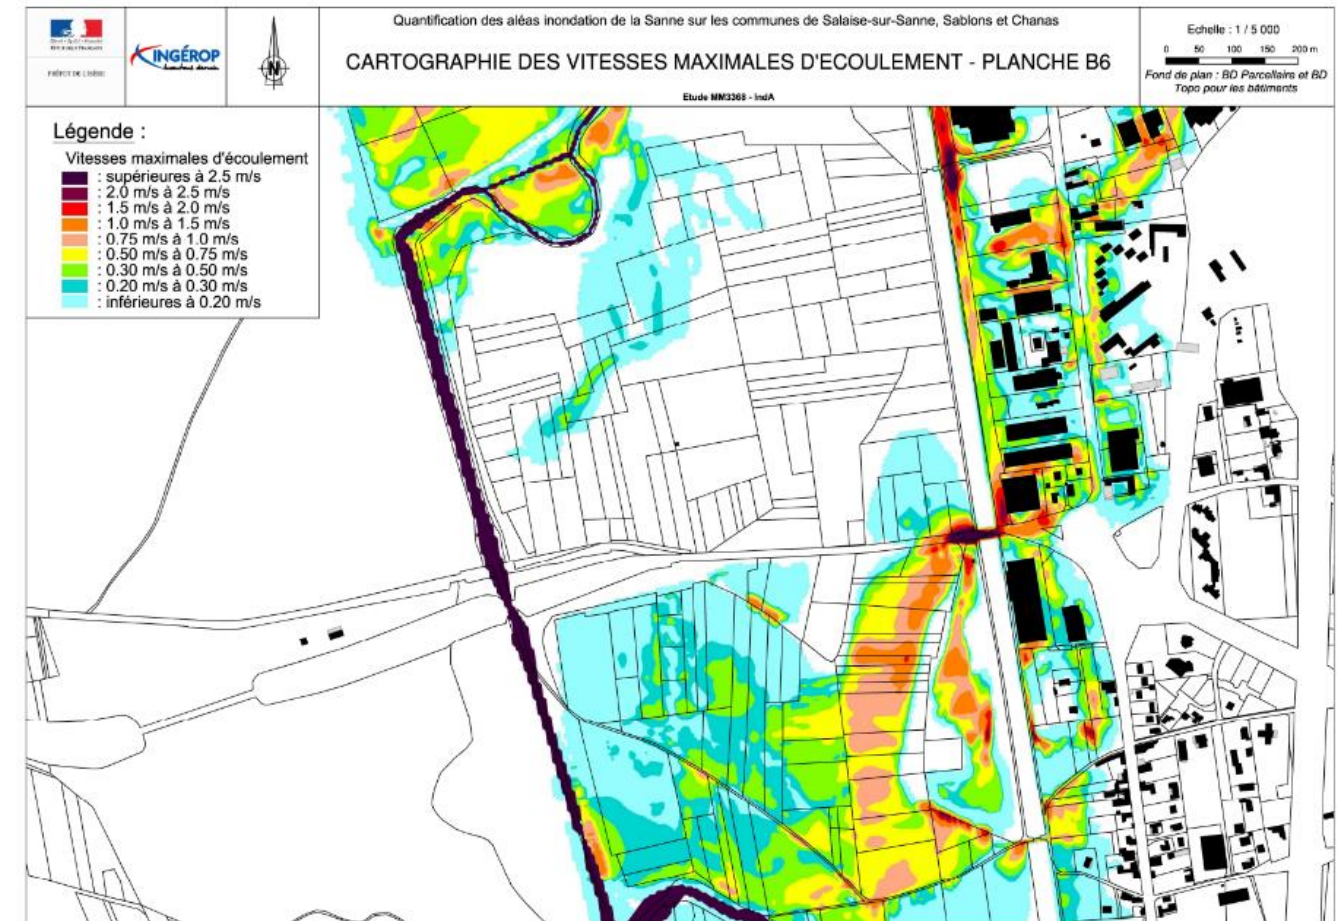 Quantification des aléas inondation de la Sanne sur les communes de Salaise-sur-Sanne, Sablons et Chanas
CARTOGRAPHIE DES VITESSES MAXIMALES D'ECOULEMENT - PLANCHE B6
Etude MM3368 - IndA
INGÉROP
N
Echelle : 1 / 5 000
0 50 100 150 200 m
Fond de plan : BD Parcellaire et BD
Topo pour les bâtiments
Légende :
Vitesses maximales d'écoulement
: supérieures à 2.5 m/s
: 2.0 m/s à 2.5 m/s
: 1.5 m/s à 2.0 m/s
: 1.0 m/s à 1.5 m/s
: 0.75 m/s à 1.0 m/s
: 0.50 m/s à 0.75 m/s
: 0.30 m/s à 0.50 m/s
: 0.20 m/s à 0.30 m/s
: inférieures à 0.20 m/s